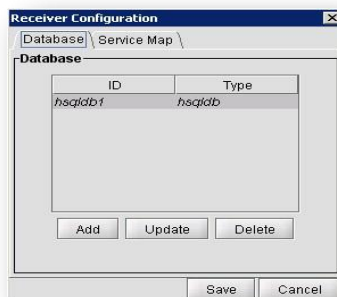 Receiver Configuration
Database Service Map
Database
ID Type
hsqldb1 hsqldb
Add Update Delete
Save Cancel